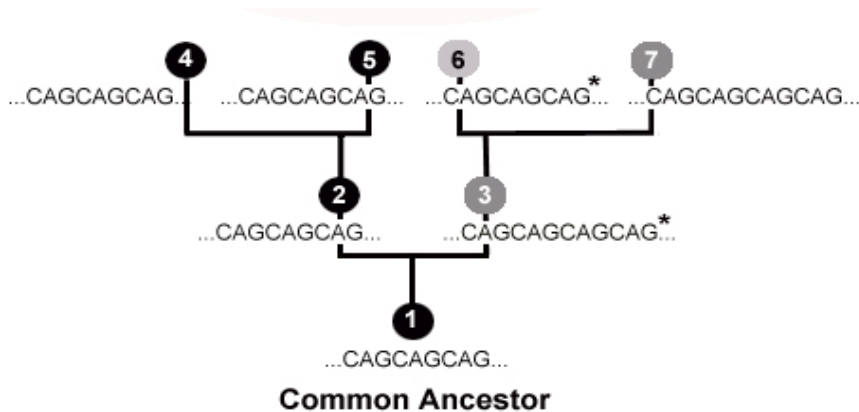 4 5 6 7
...CAGCAGCAG... ...CAGCAGCAG... ...CAGCAGCAG*... ...CAGCAGCAGCAG...
2 3
...CAGCAGCAG... ...CAGCAGCAGCAG*...
1
...CAGCAGCAG...
Common Ancestor